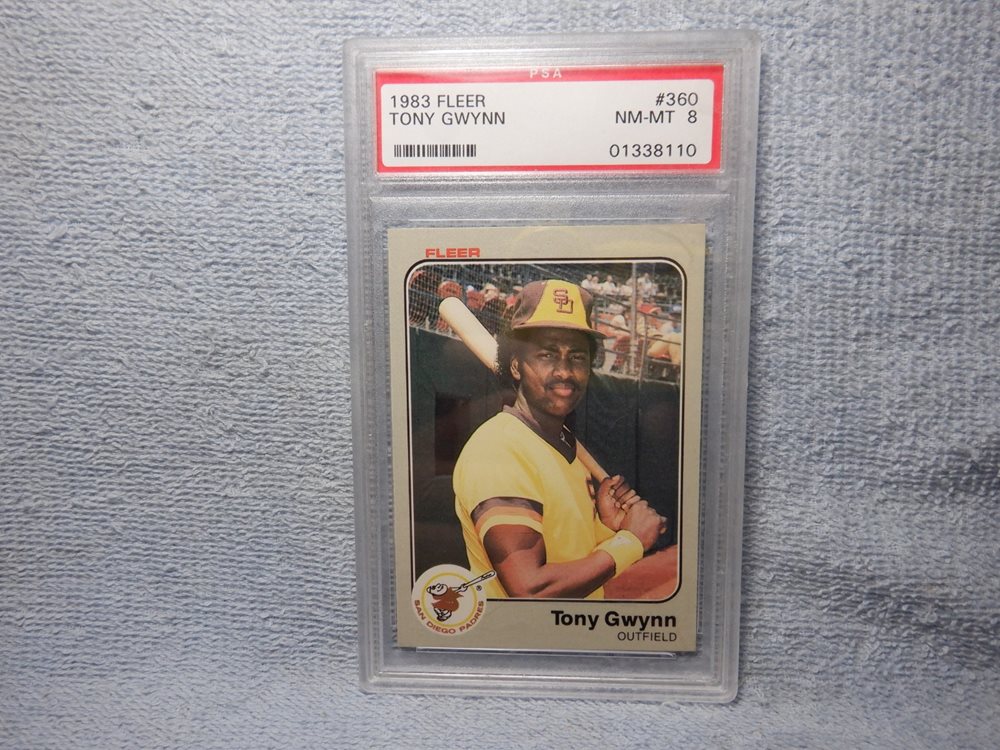 PSA
1983 FLEER #360
TONY GWYNN NM-MT 8
01338110
FLEER
SD
SAN DIEGO PADRES ®
Tony Gwynn
OUTFIELD